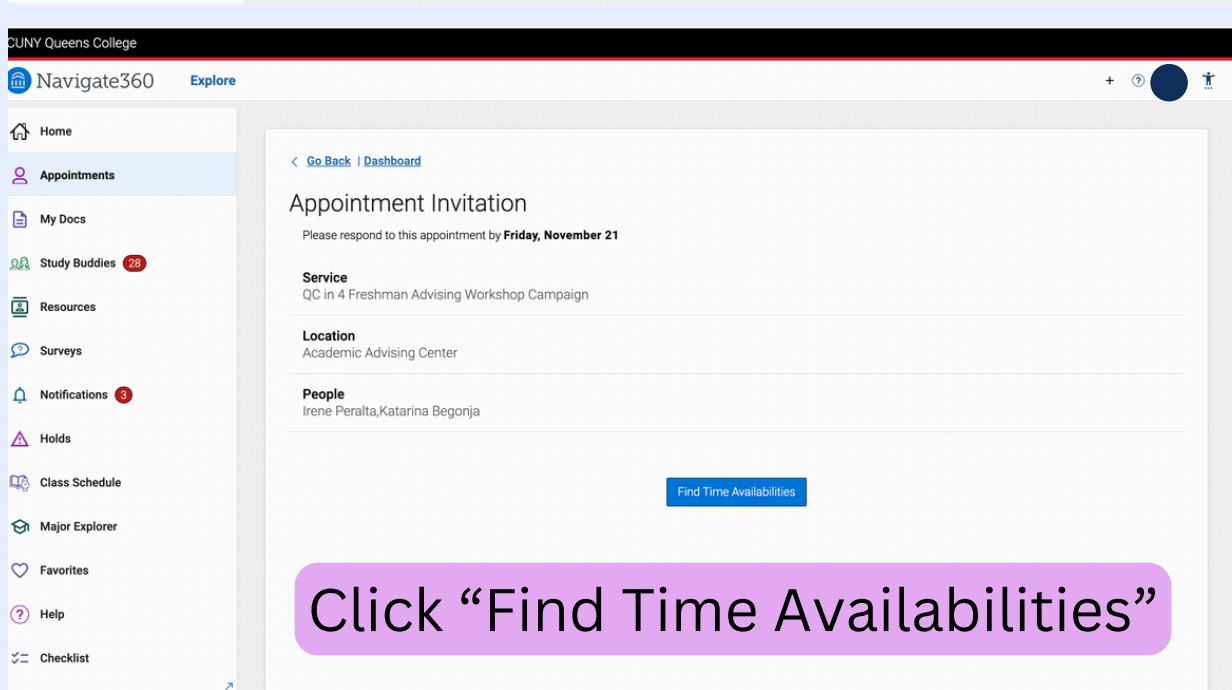 CUNY Queens College
Navigate360 Explore
+ ?
Home
Appointments
My Docs
Study Buddies 28
Resources
Surveys
Notifications 3
Holds
Class Schedule
Major Explorer
Favorites
Help
Checklist
Go Back | Dashboard
Appointment Invitation
Please respond to this appointment by Friday, November 21
Service
QC in 4 Freshman Advising Workshop Campaign
Location
Academic Advising Center
People
Irene Peralta,Katarina Begonja
Find Time Availabilities
Click “Find Time Availabilities”